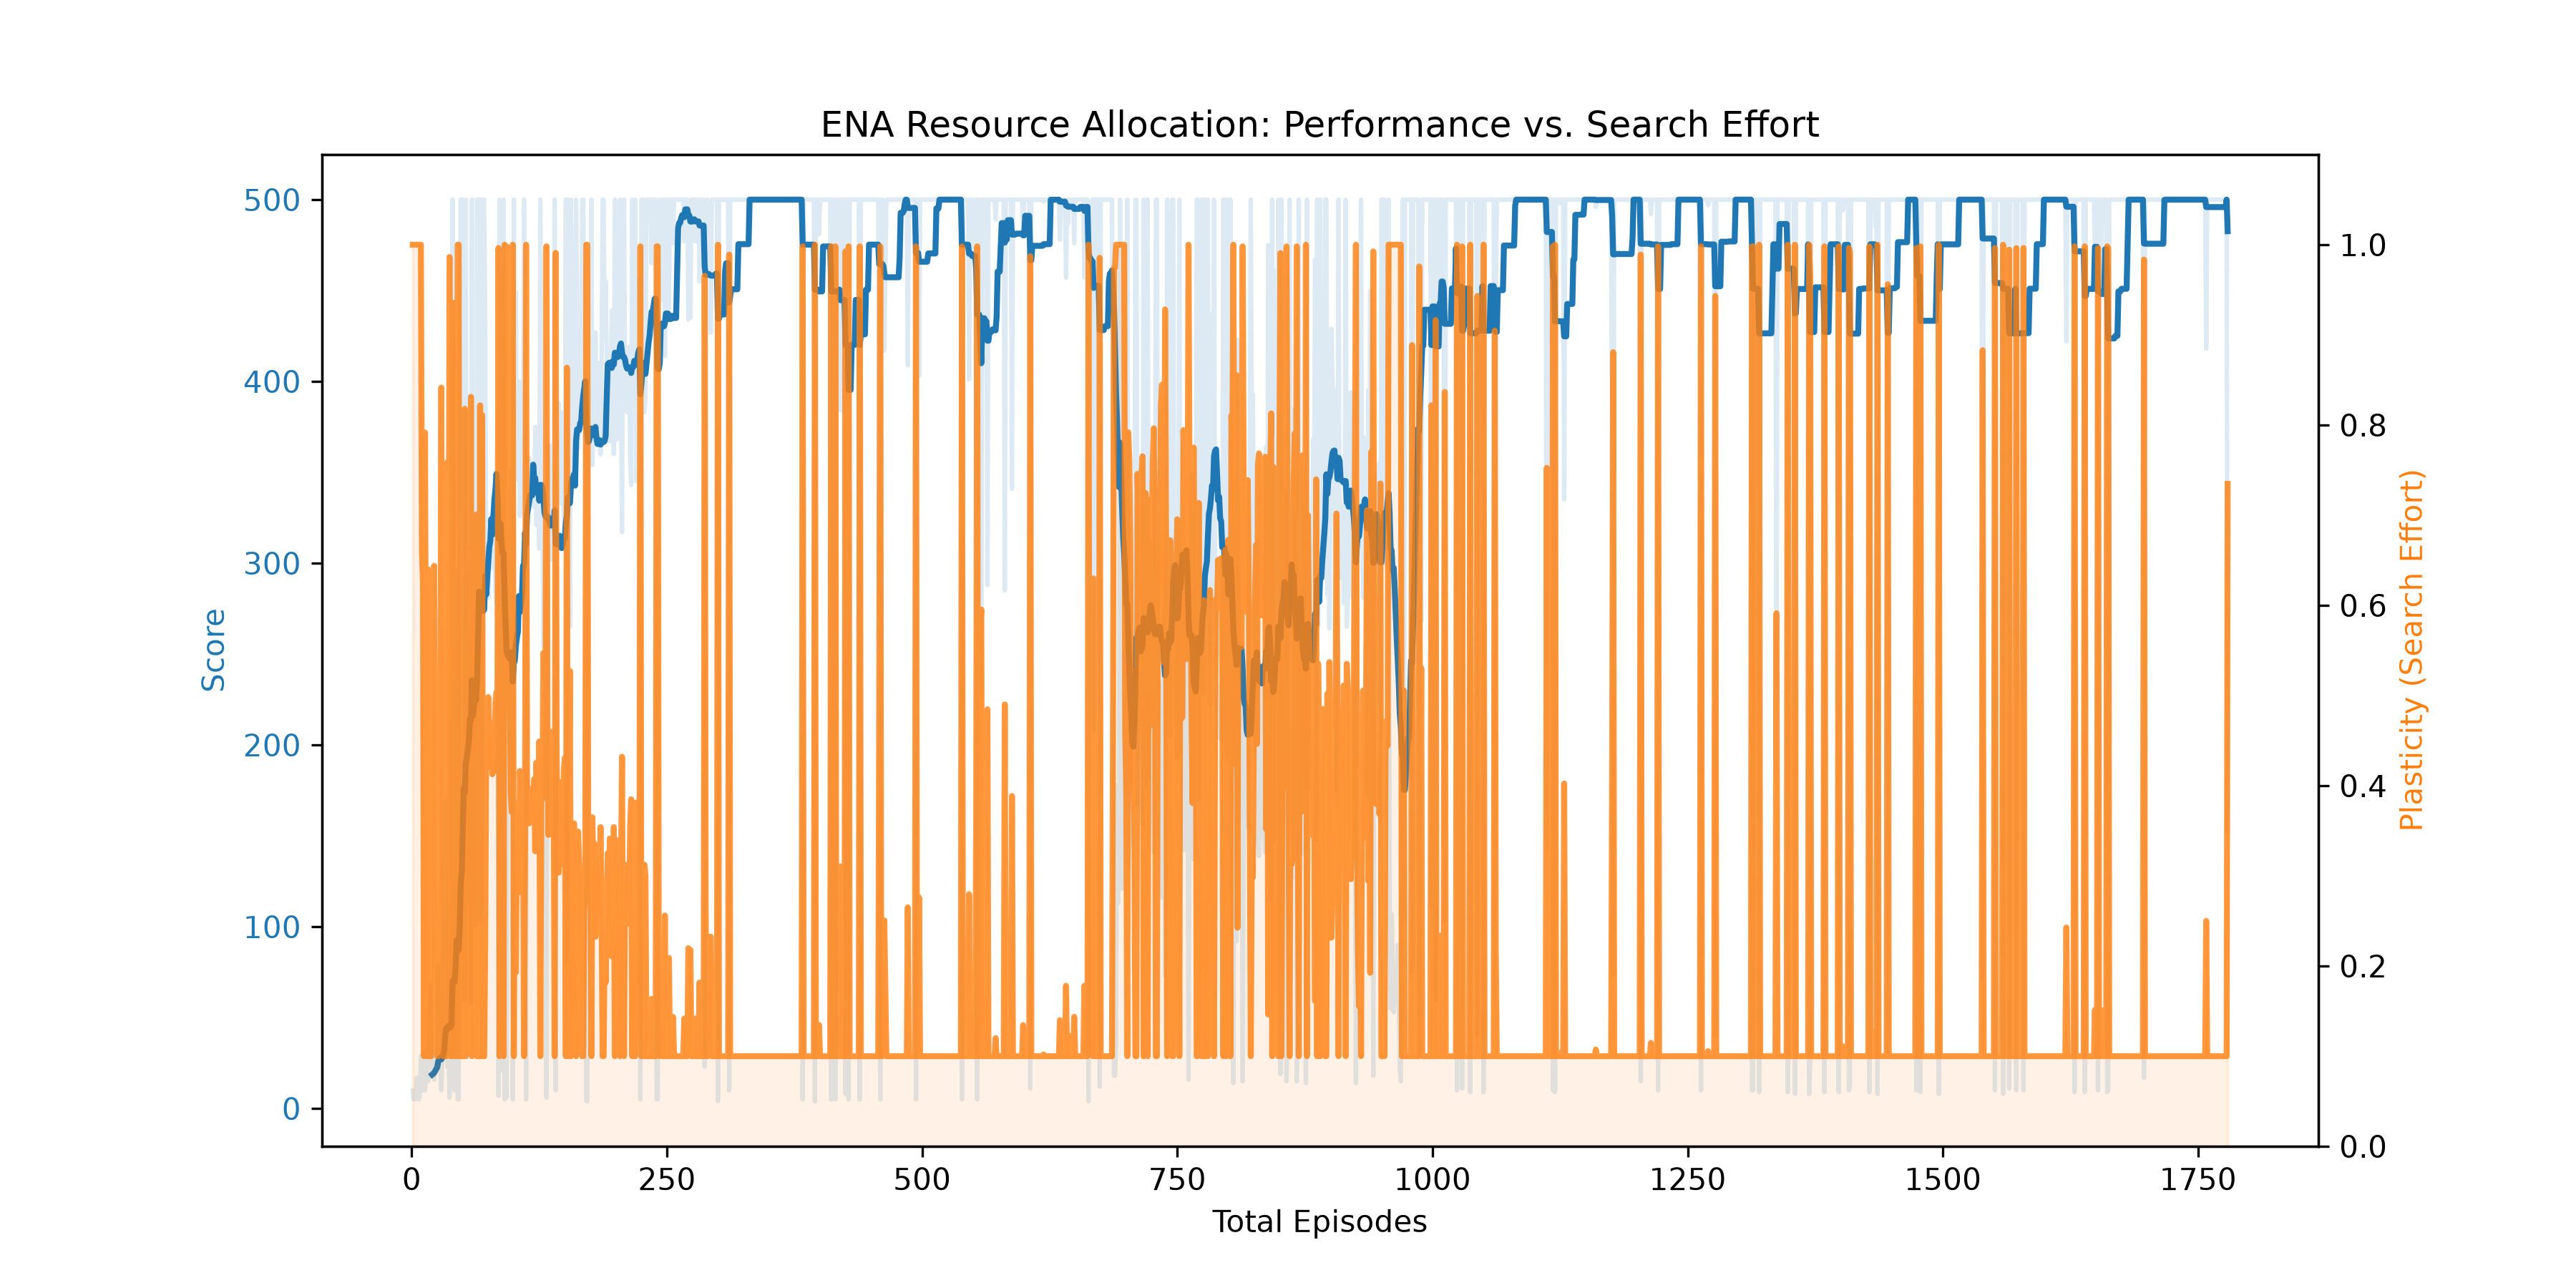 ENA Resource Allocation: Performance vs. Search Effort
500
400
300
200
100
0
Score
1.0
0.8
0.6
0.4
0.2
0.0
Plasticity (Search Effort)
0 250 500 750 1000 1250 1500 1750
Total Episodes